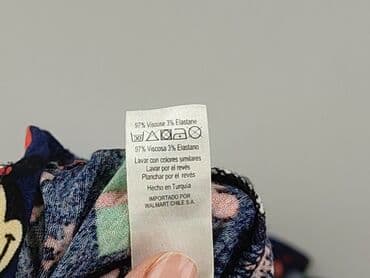 97% Viscose 3% Elastane
97% Viscosa 3% Elastano
Lavar con colores similares
Lavar por el revés
Planchar por el revés
Hecho en Turquía
IMPORTADO POR
WALMART CHILE S.A.